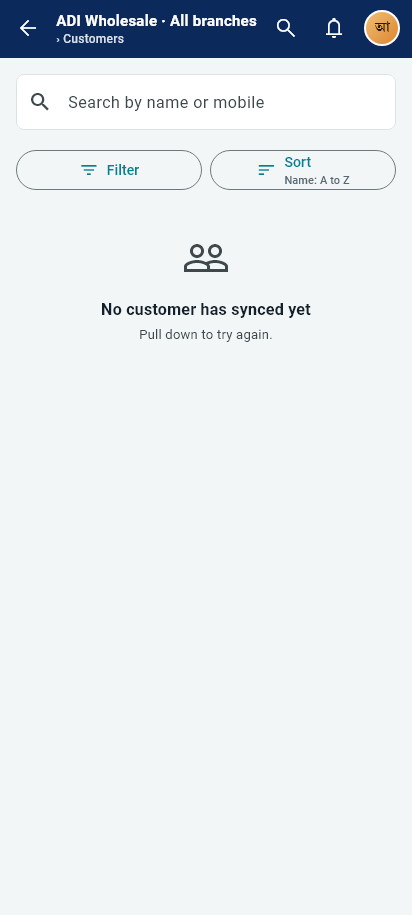 ADI Wholesale · All branches
› Customers
আ
Search by name or mobile
Filter
Sort
Name: A to Z
No customer has synced yet
Pull down to try again.